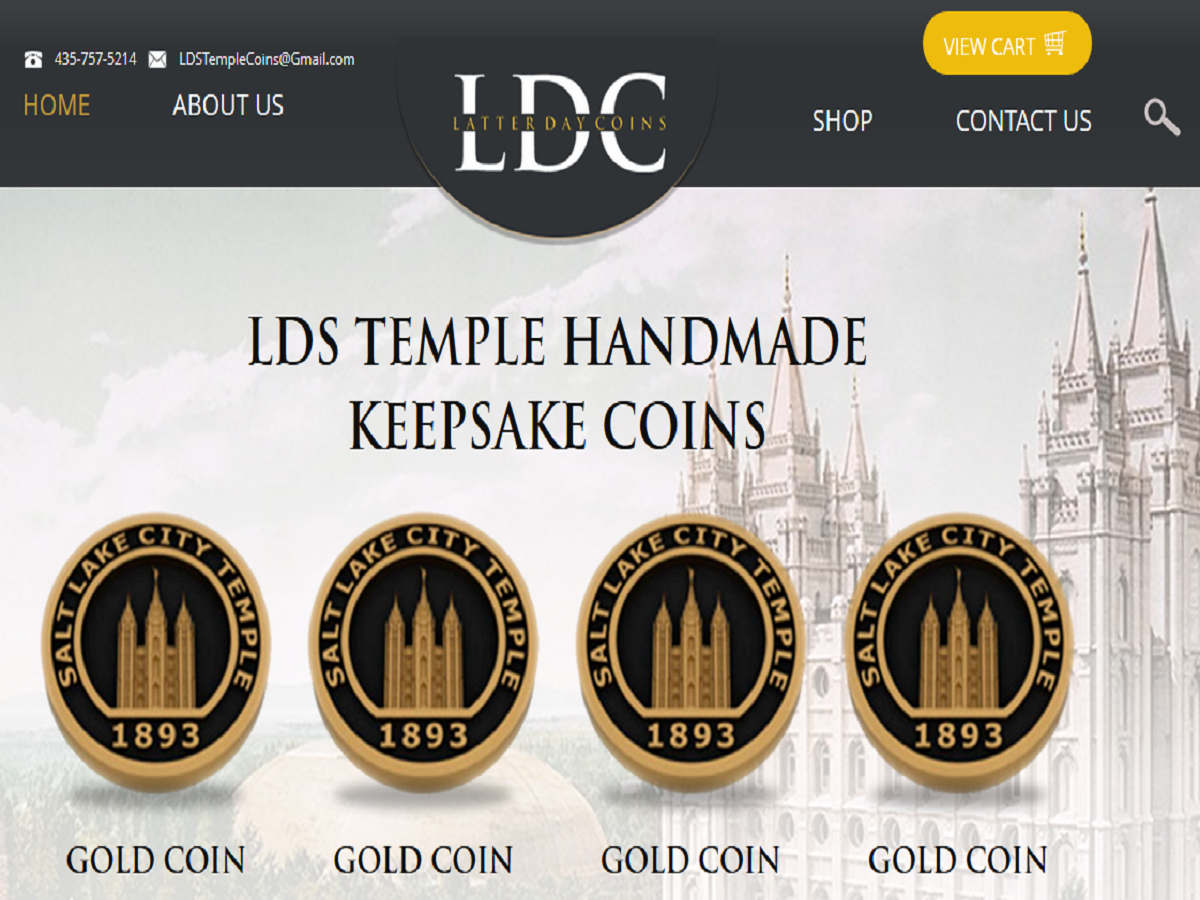 435-757-5214 LDSTempleCoins@Gmail.com
VIEW CART
HOME ABOUT US
LDC
LATTER DAY COINS
SHOP CONTACT US
LDS TEMPLE HANDMADE
KEEPSAKE COINS
SALT LAKE CITY TEMPLE
1893
SALT LAKE CITY TEMPLE
1893
SALT LAKE CITY TEMPLE
1893
SALT LAKE CITY TEMPLE
1893
GOLD COIN GOLD COIN GOLD COIN GOLD COIN